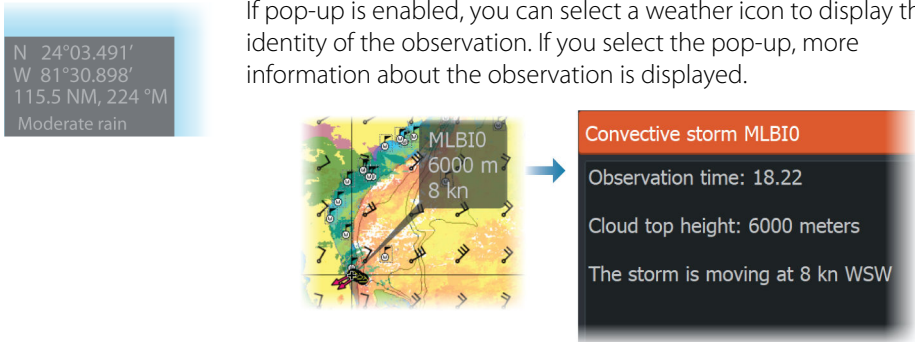 If pop-up is enabled, you can select a weather icon to display
identity of the observation. If you select the pop-up, more
information about the observation is displayed.
N 24°03.491′
W 81°30.898′
115.5 NM, 224 °M
Moderate rain
MLBI0
6000 m
8 kn
Convective storm MLBI0
Observation time: 18.22
Cloud top height: 6000 meters
The storm is moving at 8 kn WSW